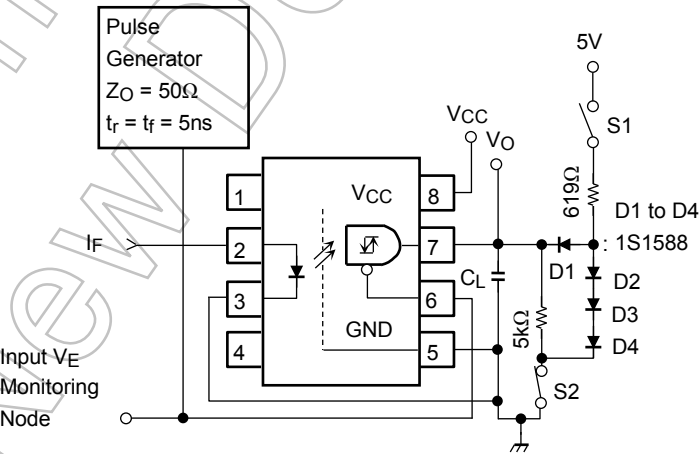 Pulse
Generator
ZO = 50Ω
tr = tf = 5ns
5V
S1
VCC
VO
619Ω
D1 to D4
: 1S1588
1
VCC
8
IF
2
7
D1
D2
3
6
CL
5kΩ
D3
4
GND
5
D4
S2
Input VE
Monitoring
Node